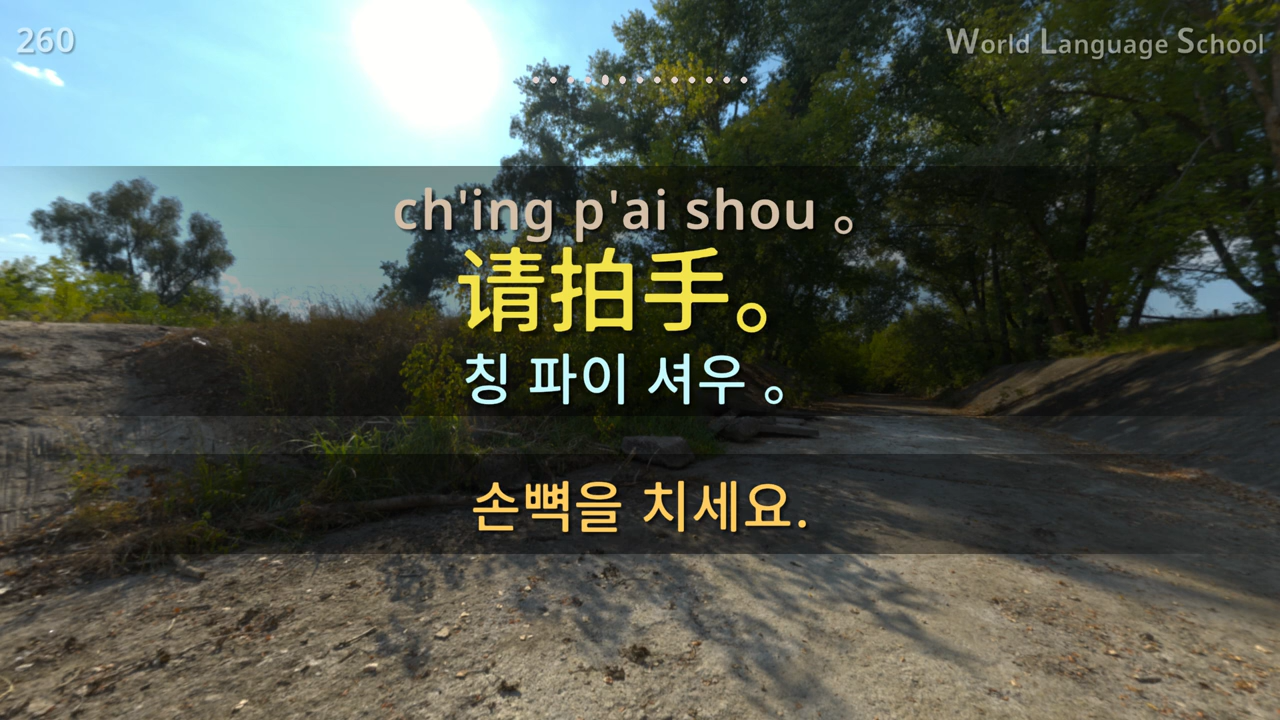 260
World Language School
ch'ing p'ai shou 。
请拍手。
칭 파이 셔우 。
손뼉을 치세요.